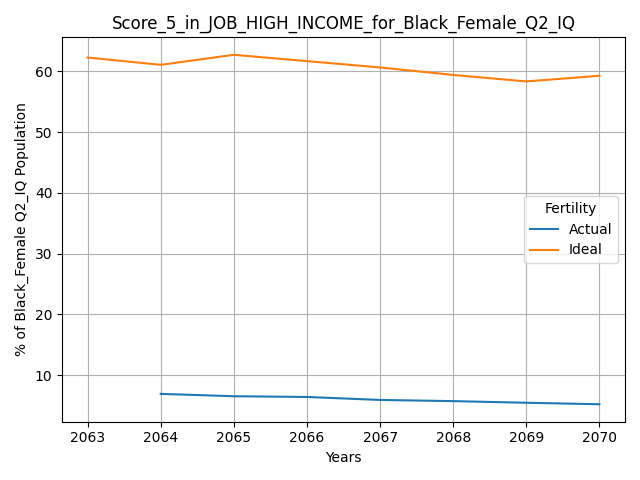 Score_5_in_JOB_HIGH_INCOME_for_Black_Female_Q2_IQ
% of Black_Female Q2_IQ Population
60
50
40
30
20
10
Fertility
Actual
Ideal
2063 2064 2065 2066 2067 2068 2069 2070
Years